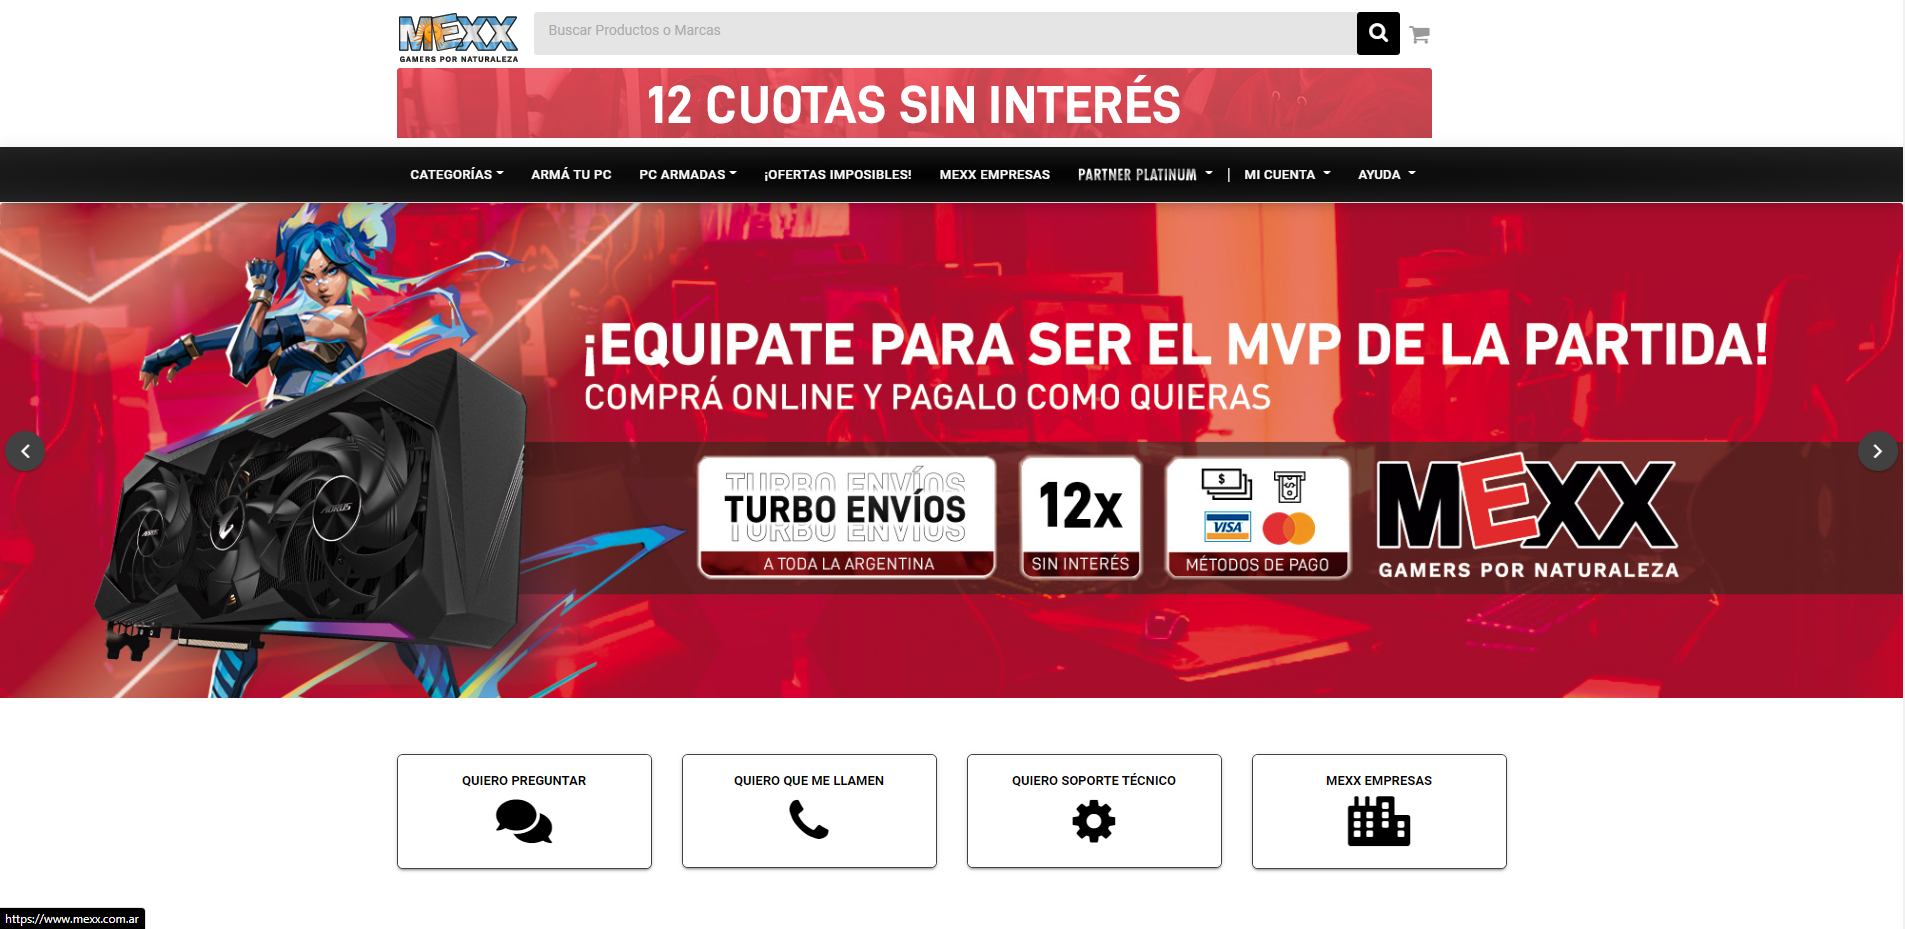 MEXX
GAMERS POR NATURALEZA
Buscar Productos o Marcas
12 CUOTAS SIN INTERÉS
CATEGORÍAS
ARMÁ TU PC
PC ARMADAS
¡OFERTAS IMPOSIBLES!
MEXX EMPRESAS
PARTNER PLATINUM
|
MI CUENTA
AYUDA
¡EQUIPATE PARA SER EL MVP DE LA PARTIDA!
COMPRÁ ONLINE Y PAGALO COMO QUIERAS
AORUS
AORUS
TURBO ENVÍOS
TURBO ENVÍOS
TURBO ENVÍOS
A TODA LA ARGENTINA
12x
SIN INTERÉS
$
$
VISA
MÉTODOS DE PAGO
MEXX
GAMERS POR NATURALEZA
QUIERO PREGUNTAR
QUIERO QUE ME LLAMEN
QUIERO SOPORTE TÉCNICO
MEXX EMPRESAS
https://www.mexx.com.ar